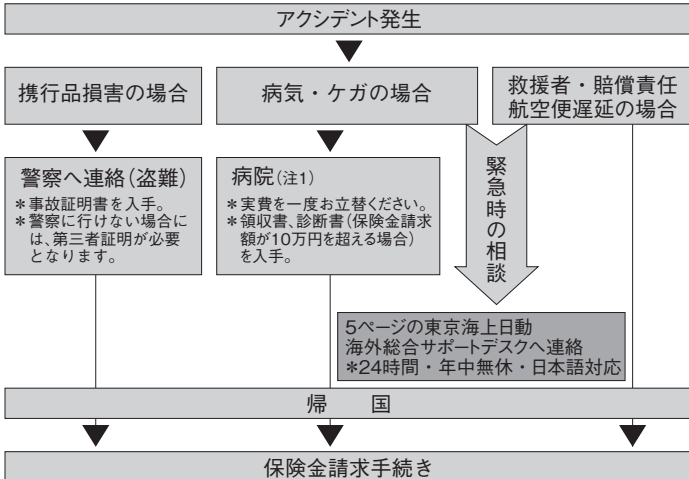 アクシデント発生
携行品損害の場合
病気・ケガの場合
救援者・賠償責任
航空便遅延の場合
警察へ連絡(盗難)
＊事故証明書を入手。
＊警察に行けない場合に
は、第三者証明が必要
となります。
病院(注1)
＊実費を一度お立替ください。
＊領収書、診断書(保険金請求
額が10万円を超える場合)
を入手。
緊急時の相談
5ページの東京海上日動
海外総合サポートデスクへ連絡
＊24時間・年中無休・日本語対応
帰　国
保険金請求手続き